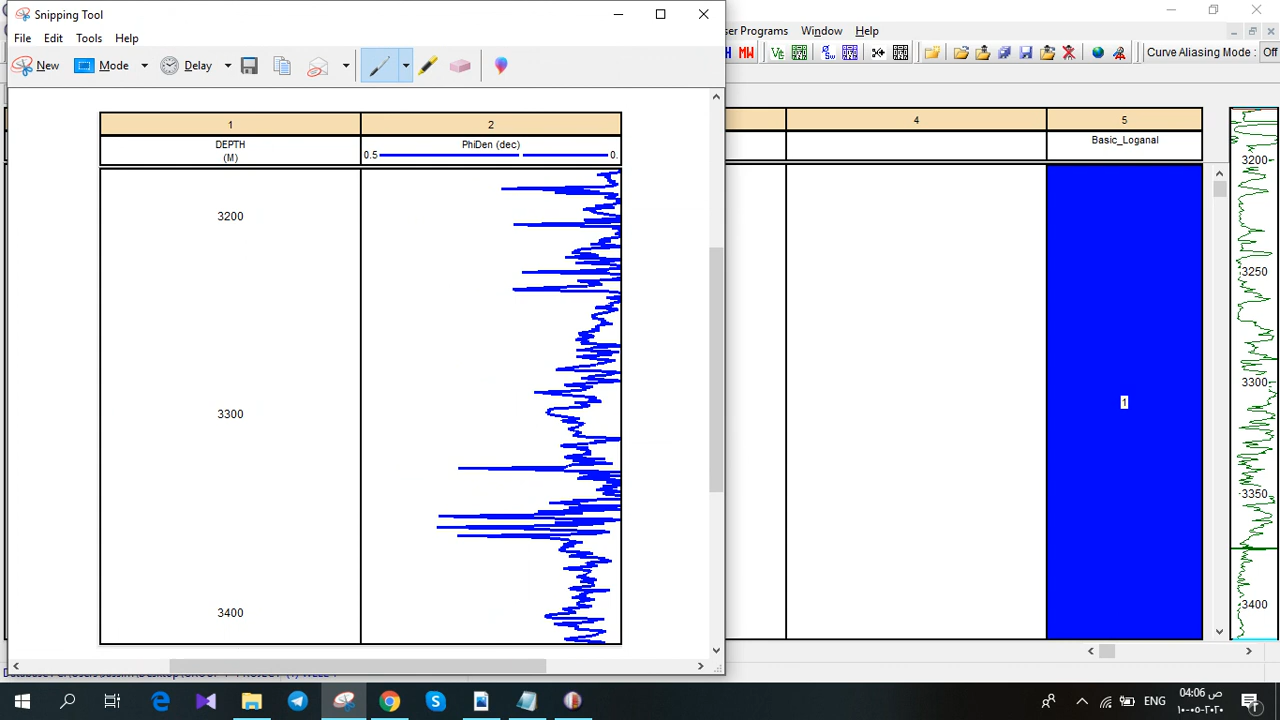 Snipping Tool
File Edit Tools Help
New Mode Delay
1 2
DEPTH
(M)
PhiDen (dec)
0.5 0.
3200
3300
3400
ser Programs Window Help
MW
Curve Aliasing Mode : Off
4 5
Basic_Loganal
1
3200
3250
3300
3350
3400
ENG
04:06 ص